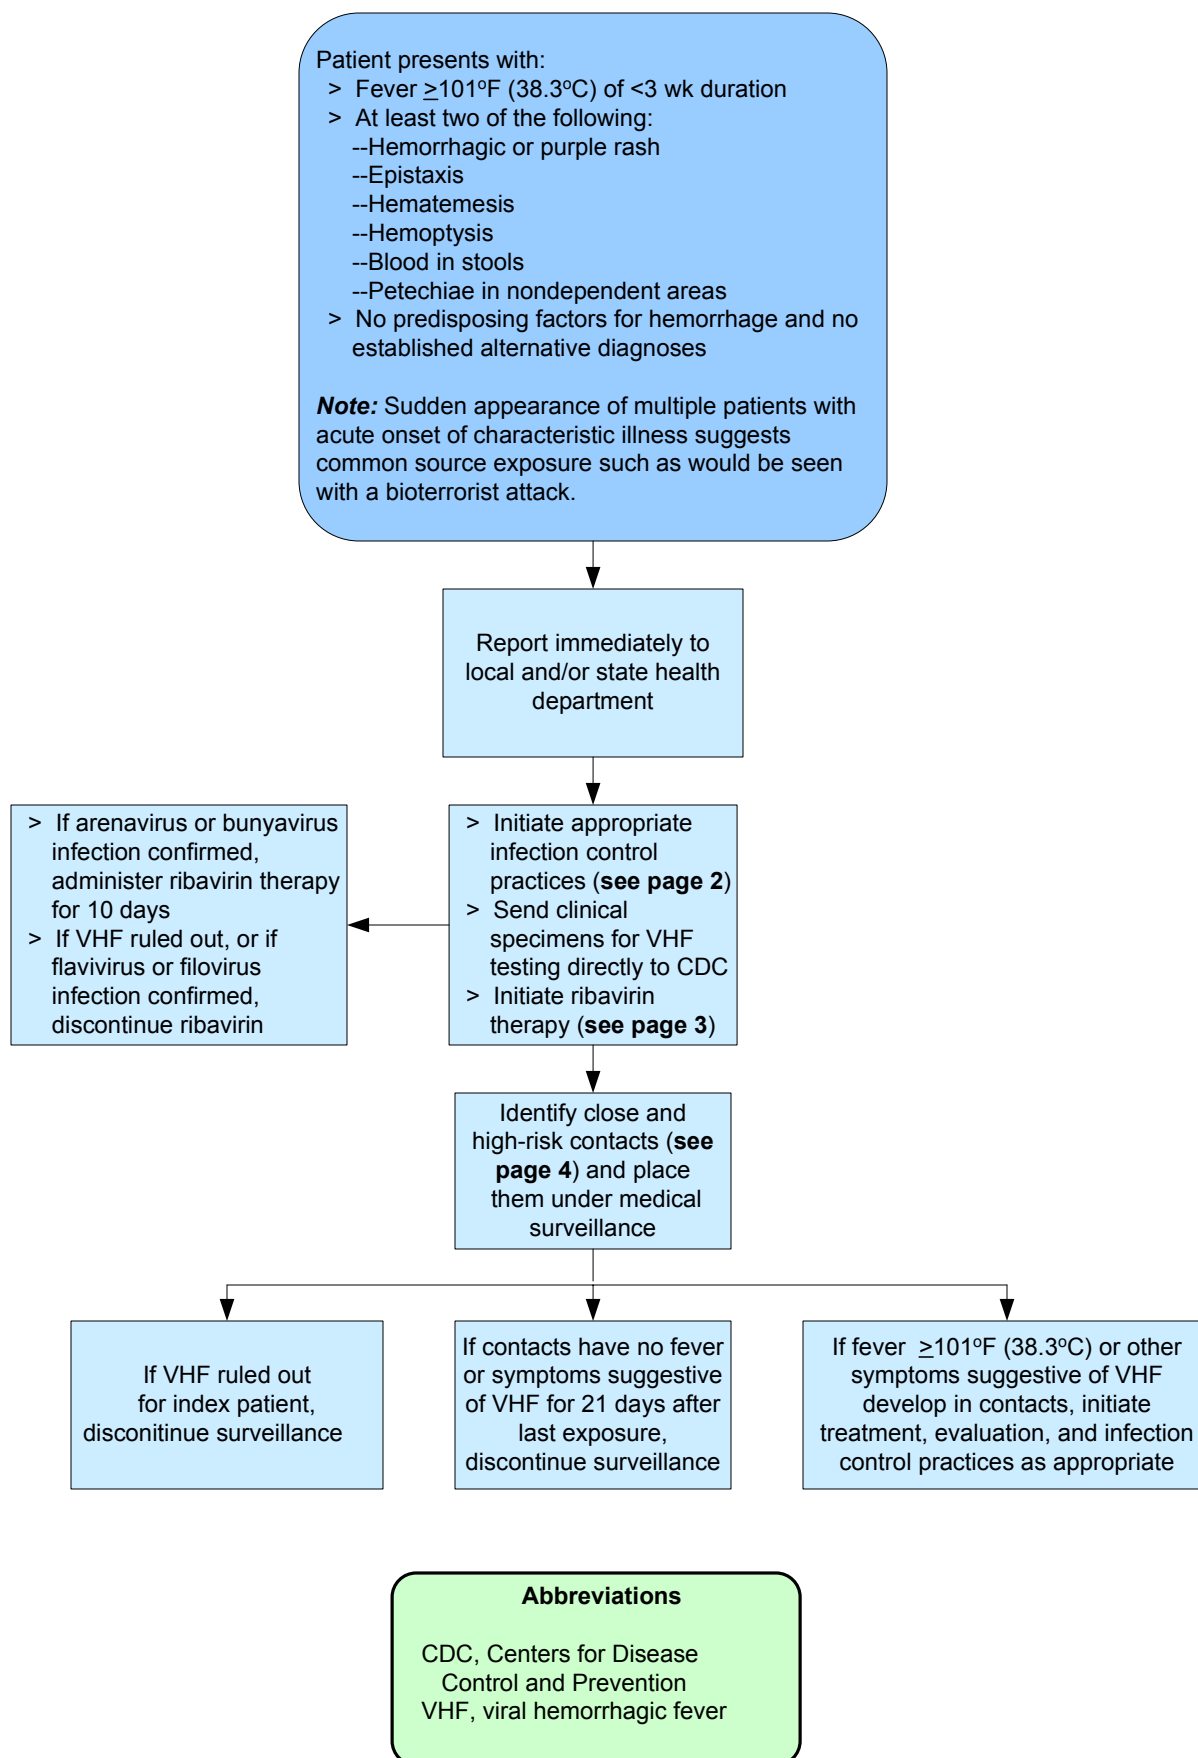 Patient presents with:
> Fever ≥101ºF (38.3ºC) of <3 wk duration
> At least two of the following:
--Hemorrhagic or purple rash
--Epistaxis
--Hematemesis
--Hemoptysis
--Blood in stools
--Petechiae in nondependent areas
> No predisposing factors for hemorrhage and no
established alternative diagnoses
Note: Sudden appearance of multiple patients with
acute onset of characteristic illness suggests
common source exposure such as would be seen
with a bioterrorist attack.
Report immediately to
local and/or state health
department
> If arenavirus or bunyavirus
infection confirmed,
administer ribavirin therapy
for 10 days
> If VHF ruled out, or if
flavivirus or filovirus
infection confirmed,
discontinue ribavirin
> Initiate appropriate
infection control
practices (see page 2)
> Send clinical
specimens for VHF
testing directly to CDC
> Initiate ribavirin
therapy (see page 3)
Identify close and
high-risk contacts (see
page 4) and place
them under medical
surveillance
If VHF ruled out
for index patient,
disconitinue surveillance
If contacts have no fever
or symptoms suggestive
of VHF for 21 days after
last exposure,
discontinue surveillance
If fever ≥101ºF (38.3ºC) or other
symptoms suggestive of VHF
develop in contacts, initiate
treatment, evaluation, and infection
control practices as appropriate
Abbreviations
CDC, Centers for Disease
Control and Prevention
VHF, viral hemorrhagic fever